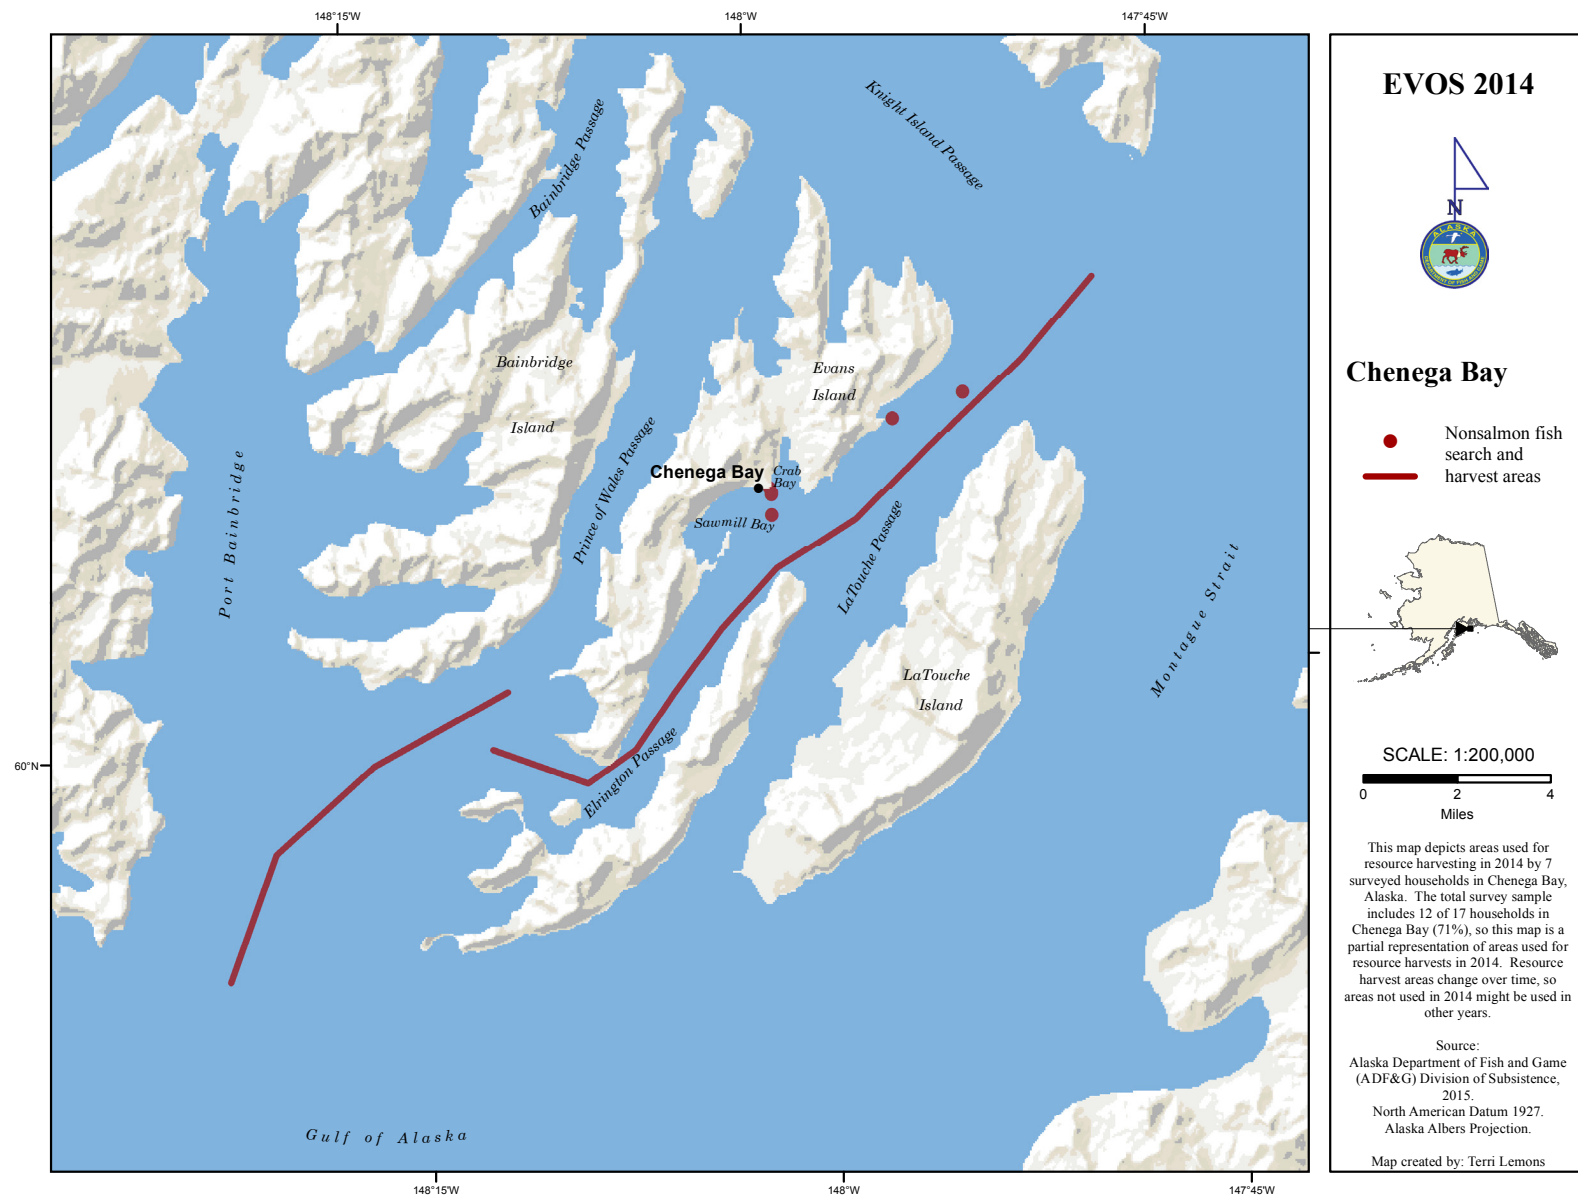 148°15'W
148°W
147°45'W
Bainbridge Passage
Knight Island Passage
Bainbridge
Island
Evans
Island
Port Bainbridge
Prince of Wales Passage
Chenega Bay
Crab
Bay
Sawmill Bay
LaTouche Passage
Montague Strait
LaTouche
Island
Elrington Passage
60°N
Gulf of Alaska
148°15'W
148°W
147°45'W
EVOS 2014
N
ALASKA
DEPARTMENT OF FISH AND GAME
Chenega Bay
Nonsalmon fish
search and
harvest areas
SCALE: 1:200,000
0 2 4
Miles
This map depicts areas used for
resource harvesting in 2014 by 7
surveyed households in Chenega Bay,
Alaska. The total survey sample
includes 12 of 17 households in
Chenega Bay (71%), so this map is a
partial representation of areas used for
resource harvests in 2014. Resource
harvest areas change over time, so
areas not used in 2014 might be used in
other years.
Source:
Alaska Department of Fish and Game
(ADF&G) Division of Subsistence,
2015.
North American Datum 1927.
Alaska Albers Projection.
Map created by: Terri Lemons